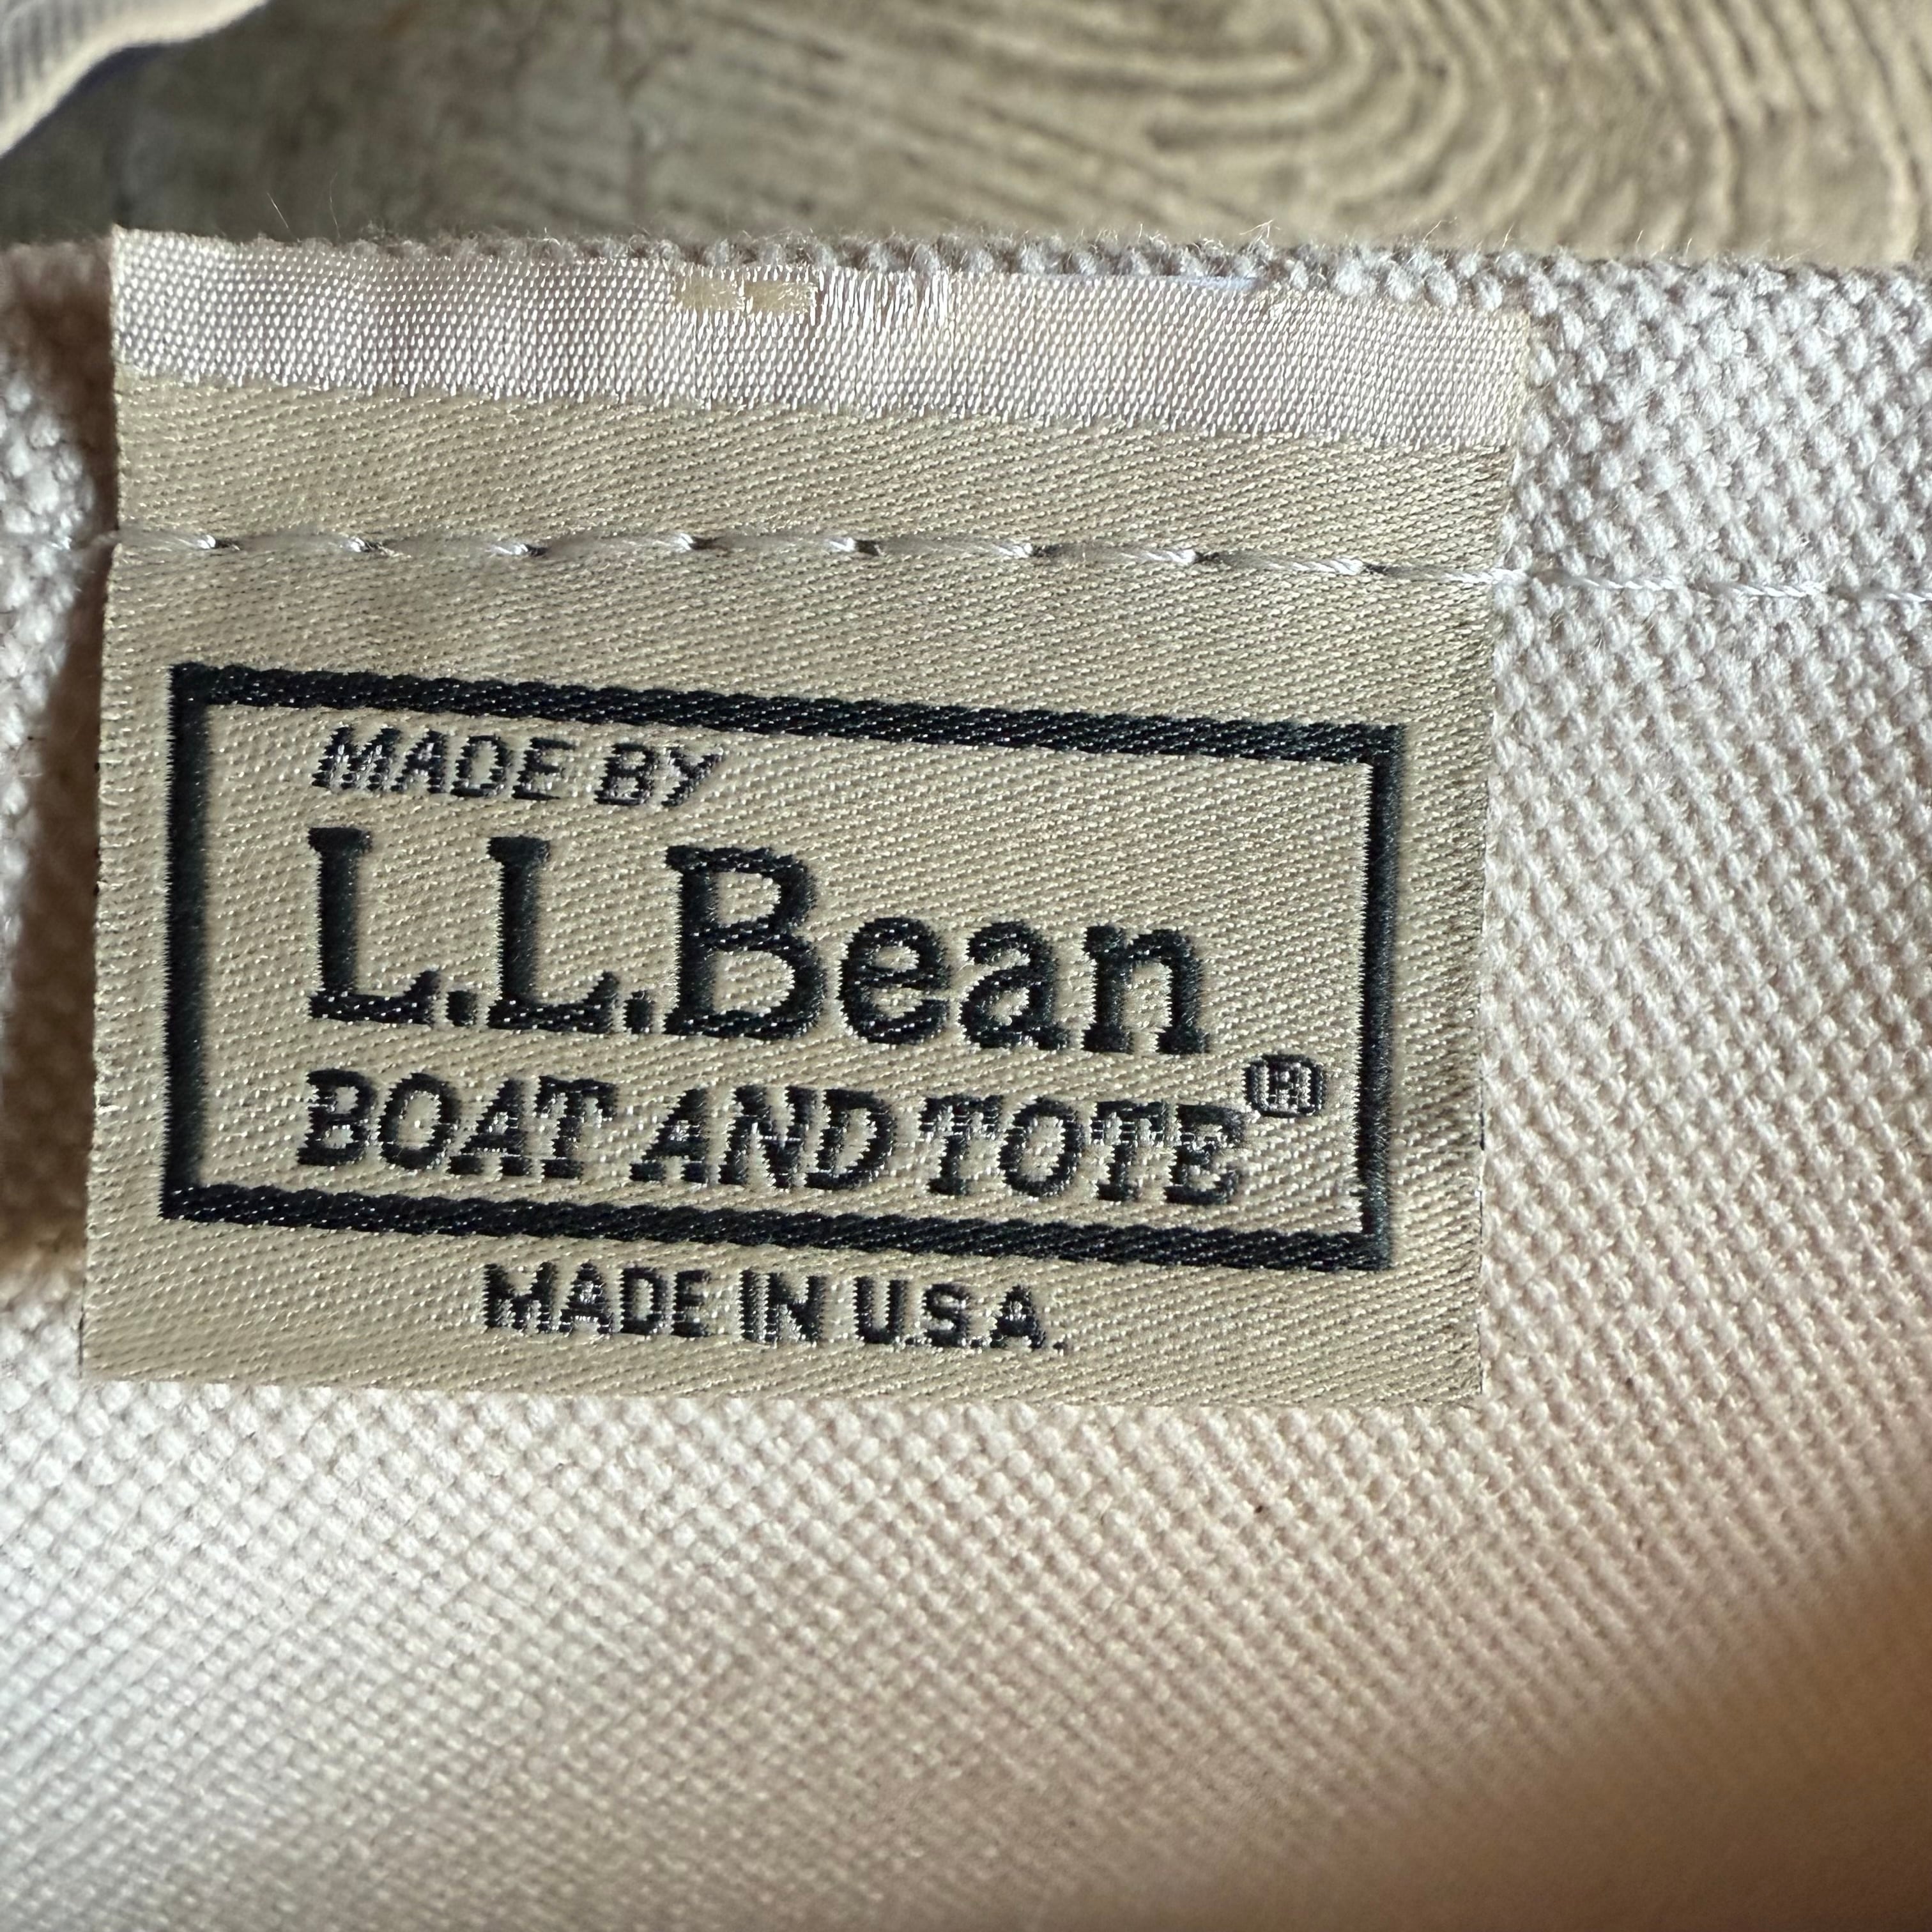 MADE BY
L.L.Bean
BOAT AND TOTE®
MADE IN U.S.A.